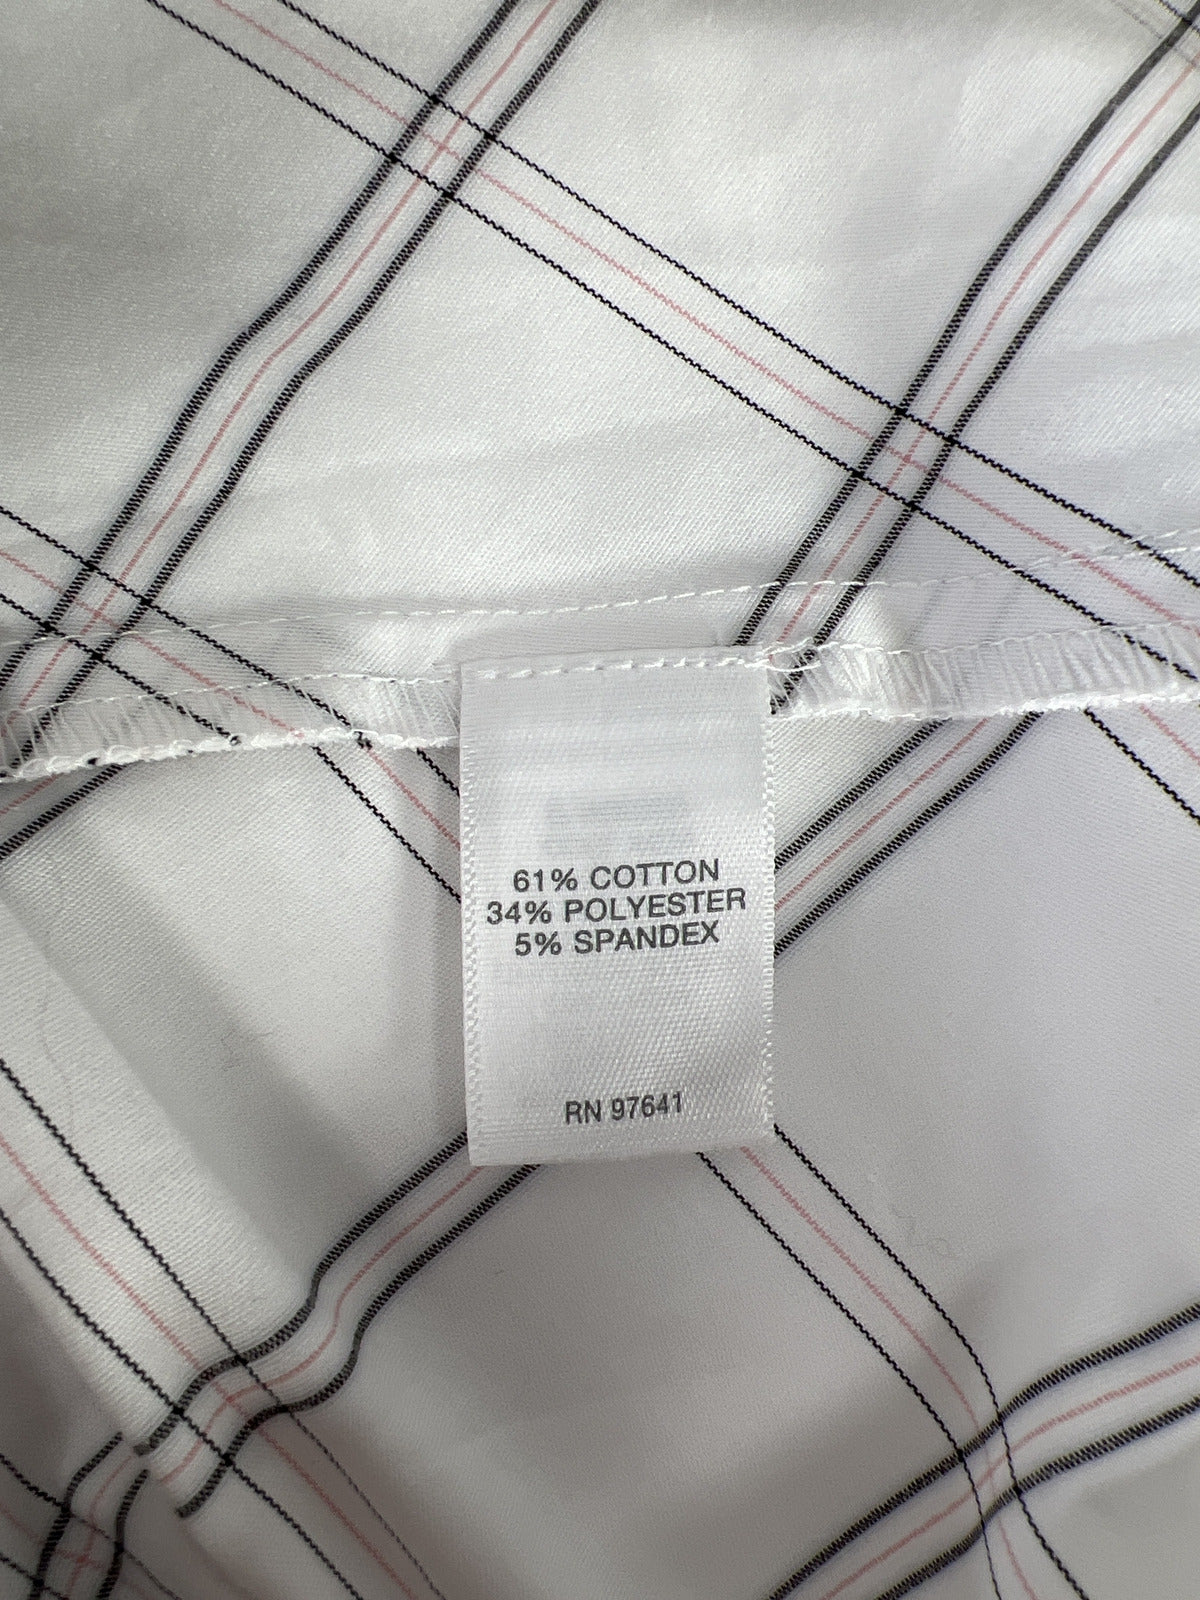 61% COTTON
34% POLYESTER
5% SPANDEX
RN 97641